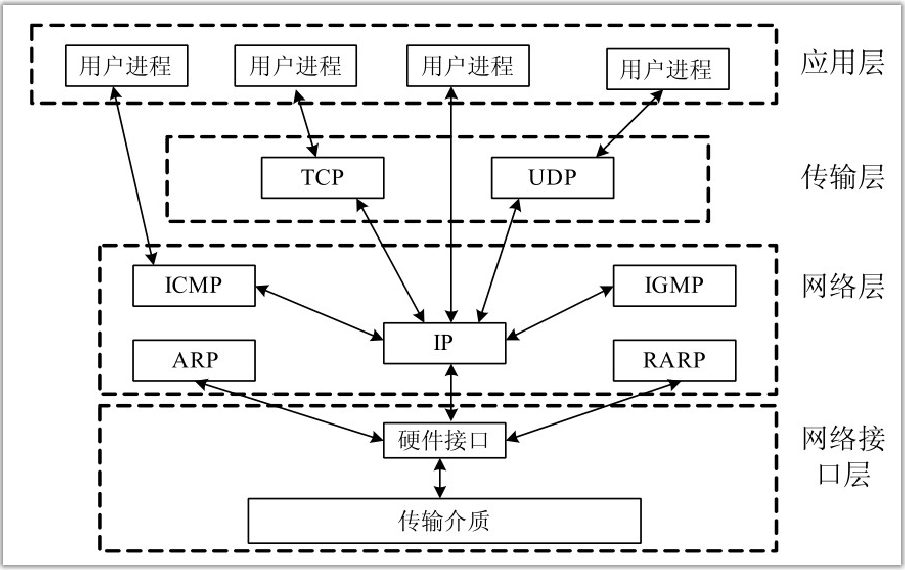 用户进程
用户进程
用户进程
用户进程
应用层
TCP
UDP
传输层
ICMP
IGMP
网络层
IP
ARP
RARP
硬件接口
网络接
口层
传输介质